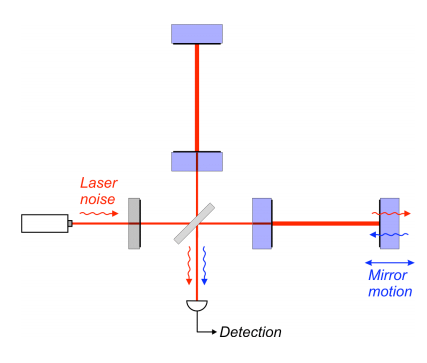 Laser
noise
Mirror
motion
Detection